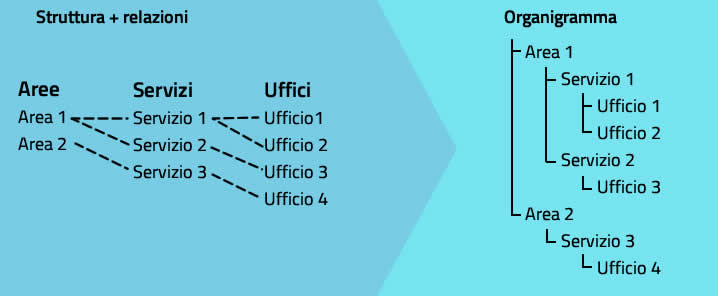 Struttura + relazioni
Aree Servizi Uffici
Area 1 Servizio 1 Ufficio1
Area 2 Servizio 2 Ufficio 2
Servizio 3 Ufficio 3
Ufficio 4
Organigramma
Area 1
Servizio 1
Ufficio 1
Ufficio 2
Servizio 2
Ufficio 3
Area 2
Servizio 3
Ufficio 4